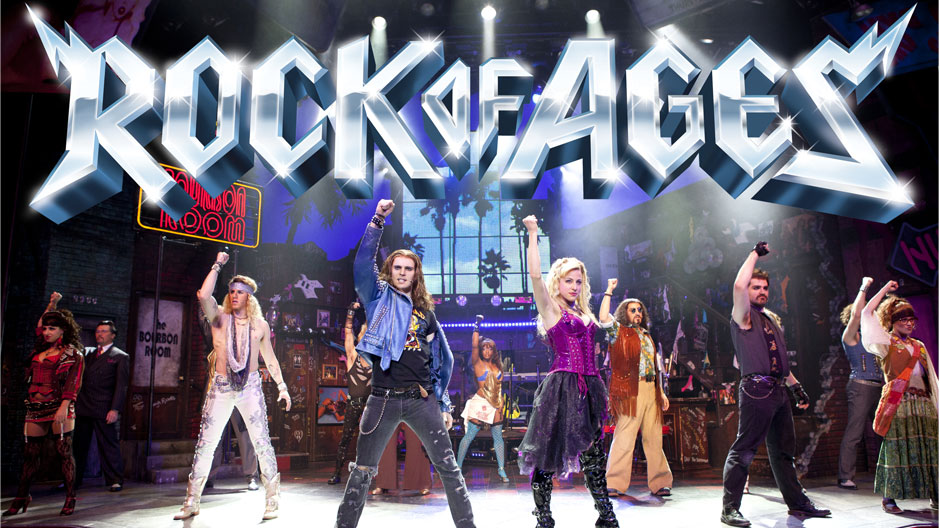 ROCK OF AGES
BOURBON
ROOM
The
BOURBON
ROOM